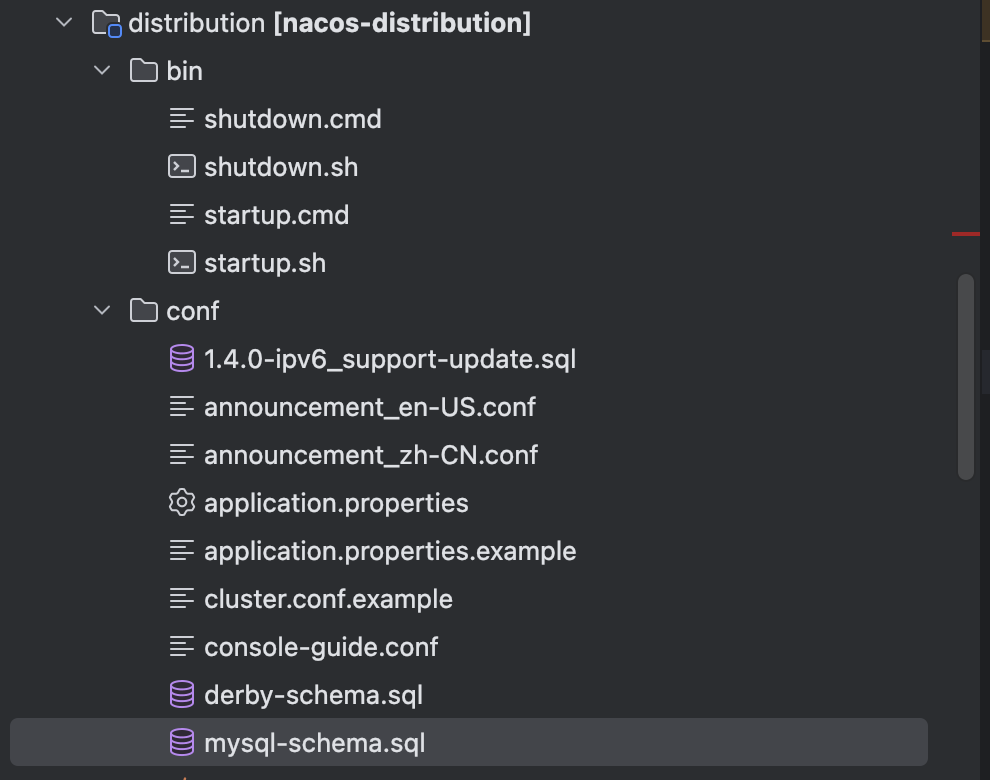 distribution [nacos-distribution]
bin
shutdown.cmd
shutdown.sh
startup.cmd
startup.sh
conf
1.4.0-ipv6_support-update.sql
announcement_en-US.conf
announcement_zh-CN.conf
application.properties
application.properties.example
cluster.conf.example
console-guide.conf
derby-schema.sql
mysql-schema.sql